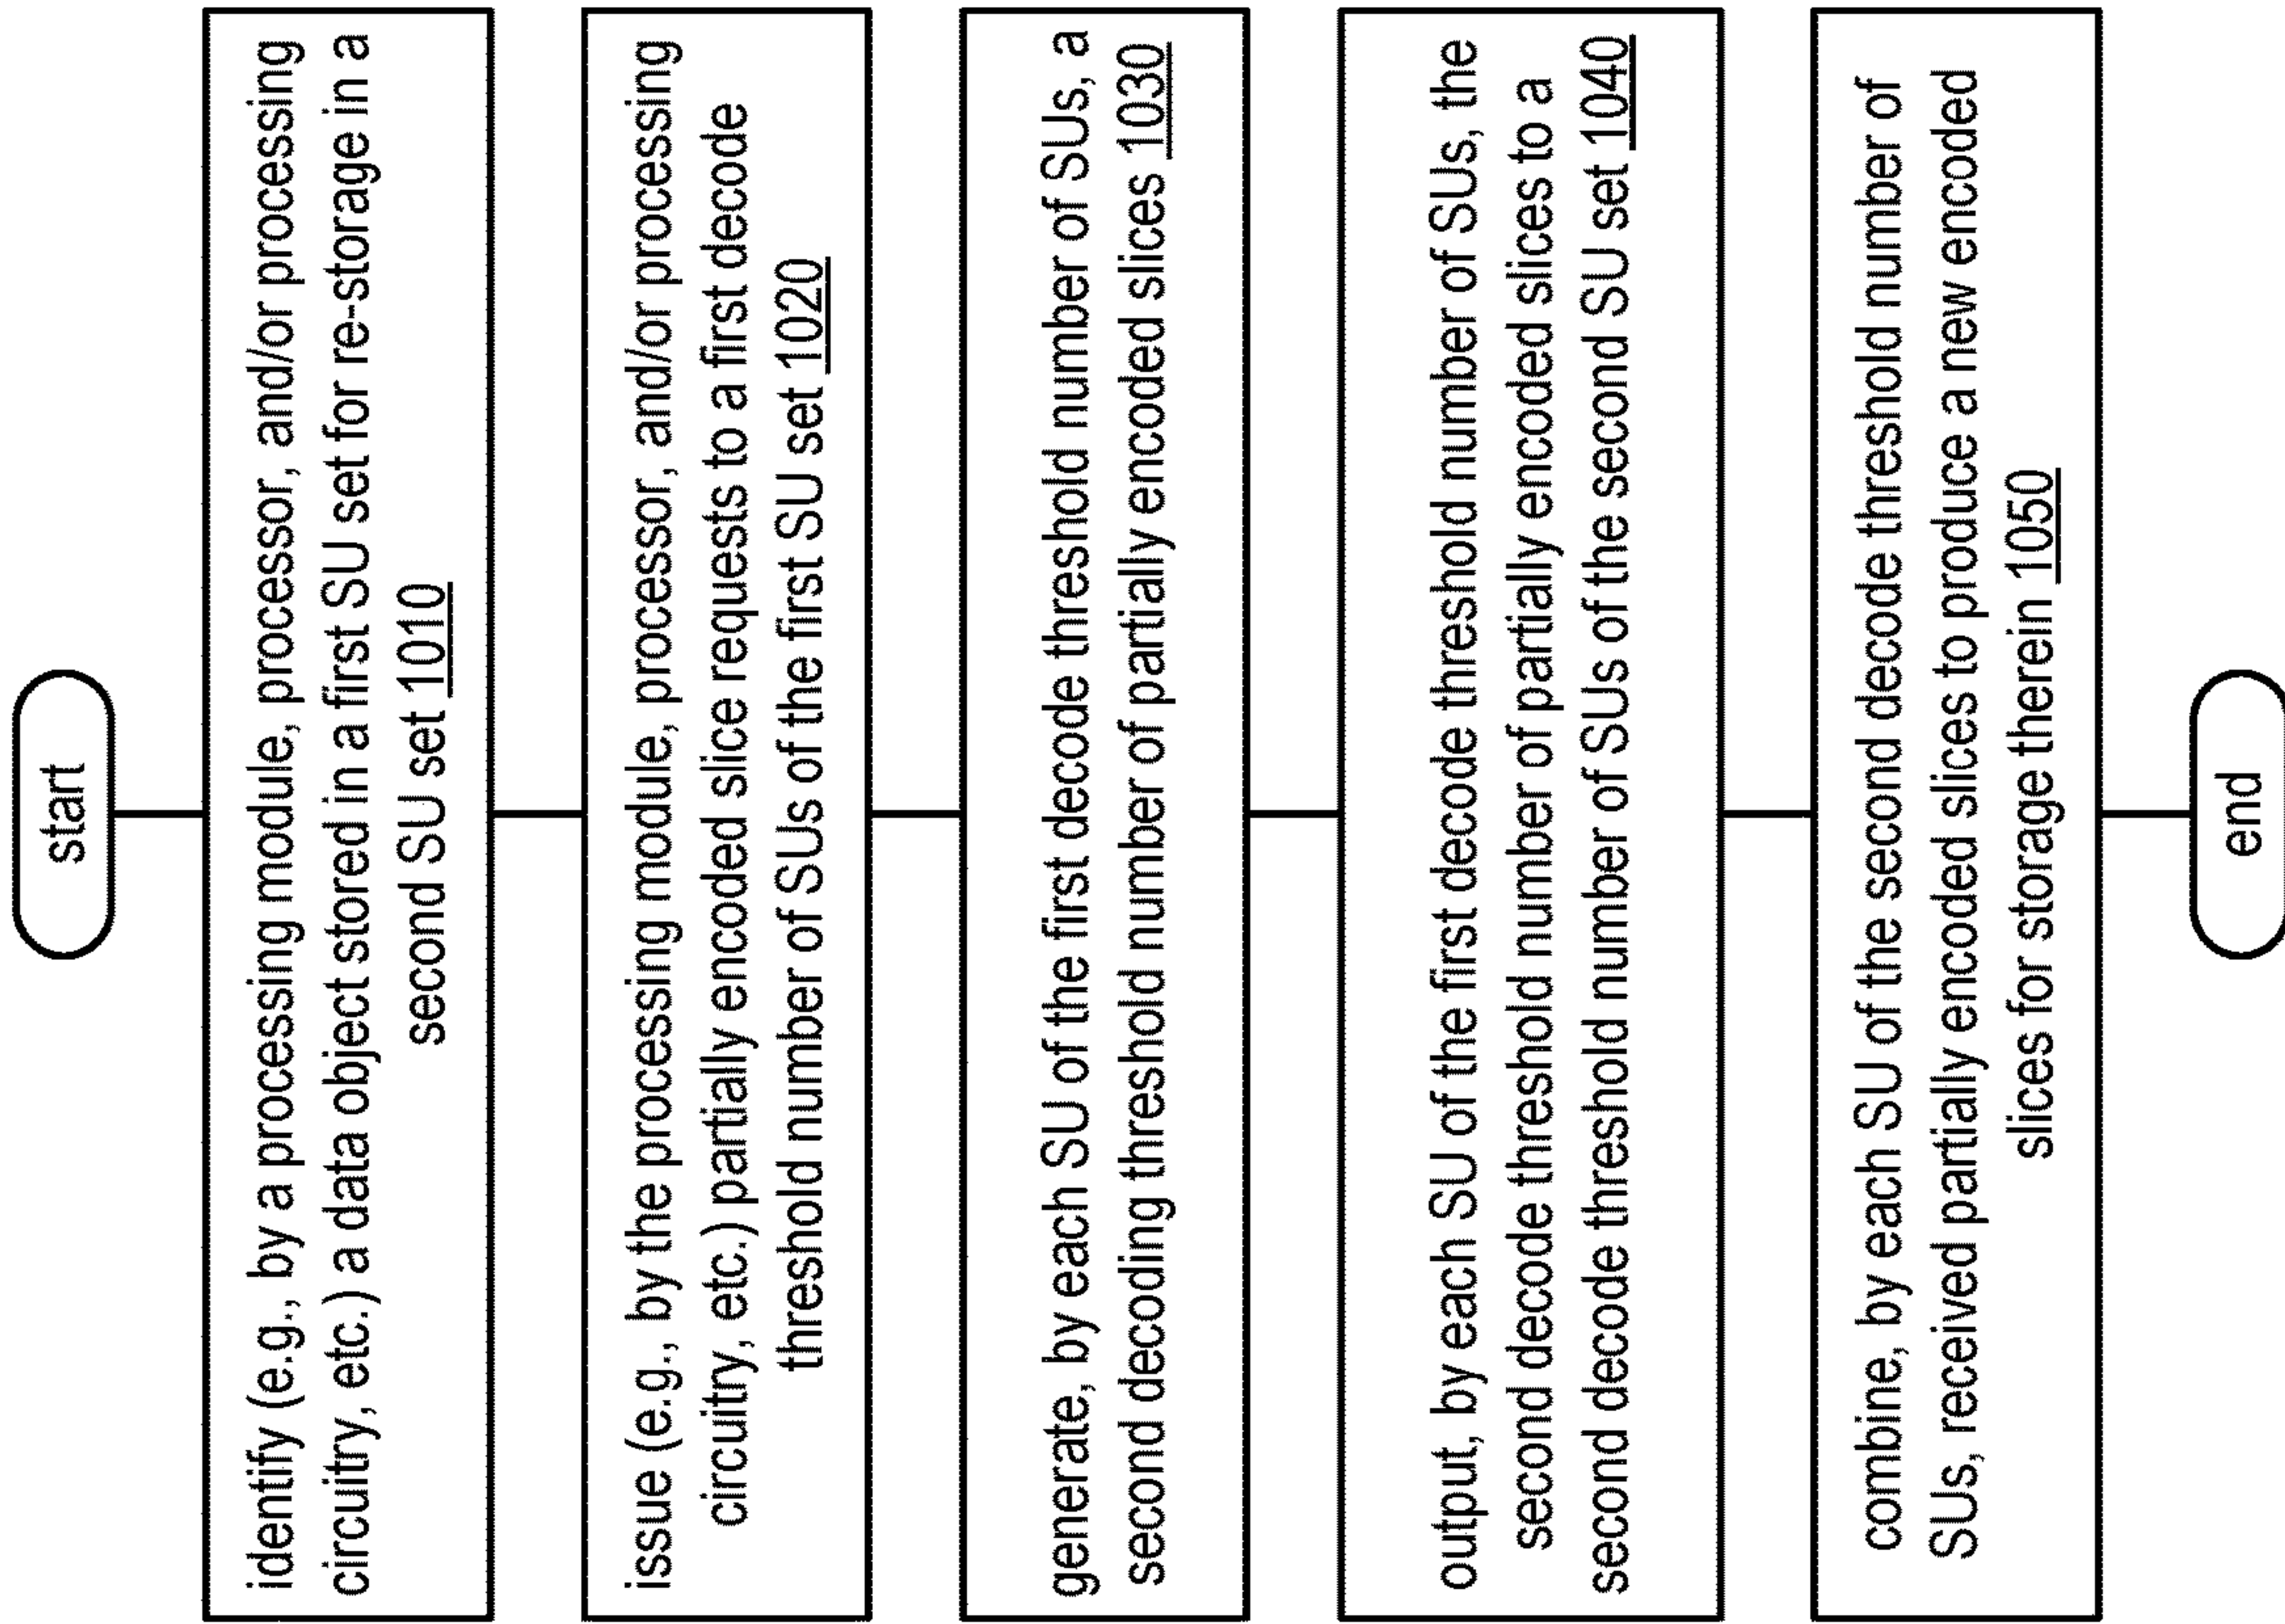 start
identify (e.g., by a processing module, processor, and/or processing
circuitry, etc.) a data object stored in a first SU set for re-storage in a
second SU set 1010
issue (e.g., by the processing module, processor, and/or processing
circuitry, etc.) partially encoded slice requests to a first decode
threshold number of SUs of the first SU set 1020
generate, by each SU of the first decode threshold number of SUs, a
second decoding threshold number of partially encoded slices 1030
output, by each SU of the first decode threshold number of SUs, the
second decode threshold number of partially encoded slices to a
second decode threshold number of SUs of the second SU set 1040
combine, by each SU of the second decode threshold number of
SUs, received partially encoded slices to produce a new encoded
slices for storage therein 1050
end